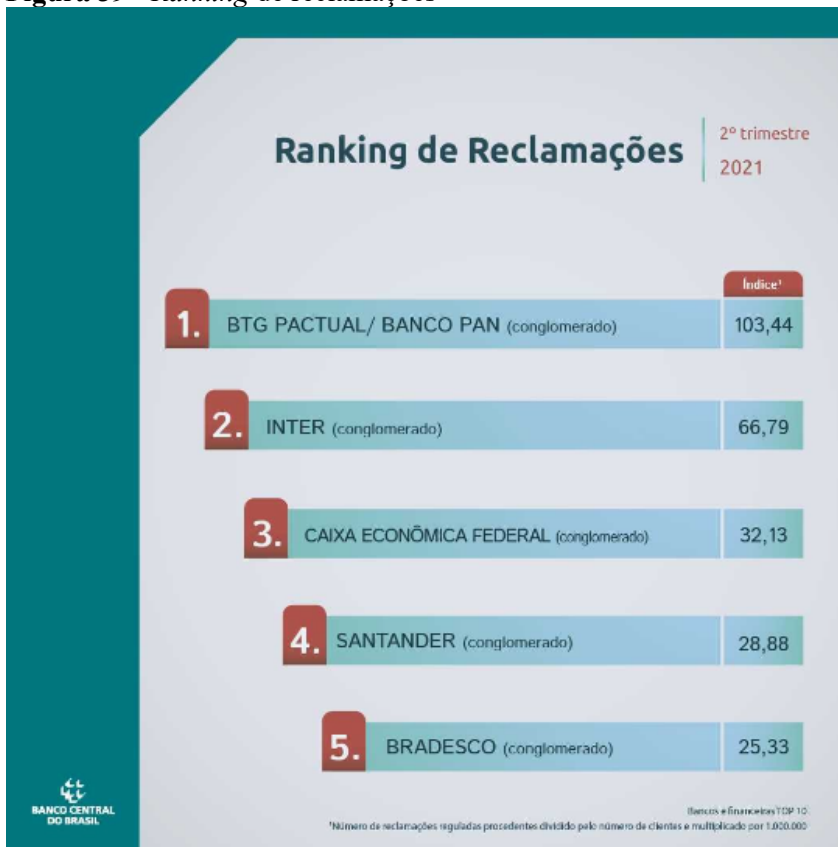 Ranking de Reclamações
2º trimestre
2021
Índice¹
1. BTG PACTUAL/ BANCO PAN (conglomerado) 103,44
2. INTER (conglomerado) 66,79
3. CAIXA ECONÔMICA FEDERAL (conglomerado) 32,13
4. SANTANDER (conglomerado) 28,88
5. BRADESCO (conglomerado) 25,33
BANCO CENTRAL
DO BRASIL
Bancos e financeiras TOP 10
¹Número de reclamações reguladas procedentes dividido pelo número de clientes e multiplicado por 1.000.000